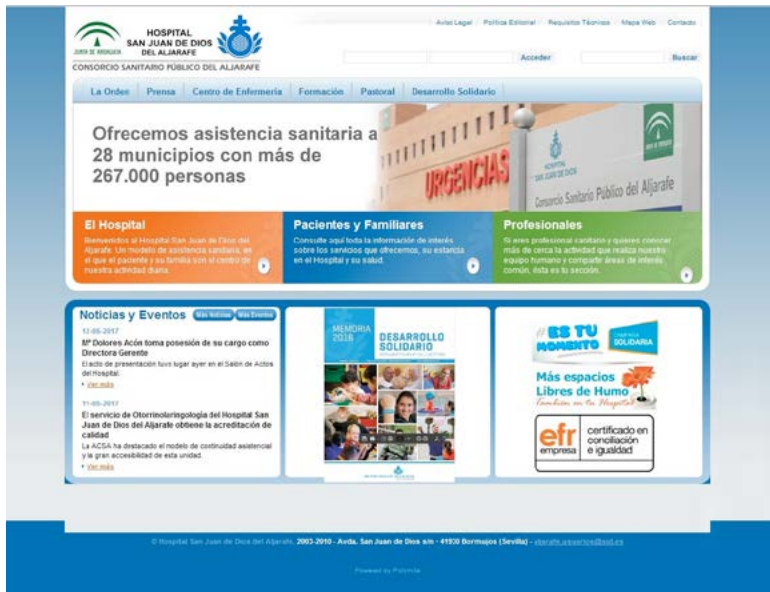 HOSPITAL
SAN JUAN DE DIOS
DEL ALJARAFE
JUNTA DE ANDALUCIA
CONSORCIO SANITARIO PÚBLICO DEL ALJARAFE
Aviso Legal
Política Editorial
Requisitos Técnicos
Mapa Web
Contacto
Acceder
Buscar
La Orden
Prensa
Centro de Enfermería
Formación
Pastoral
Desarrollo Solidario
Ofrecemos asistencia sanitaria a
28 municipios con más de
267.000 personas
URGENCIAS
HOSPITAL
SAN JUAN DE DIOS
Consorcio Sanitario Público del Aljarafe
El Hospital
Bienvenidos al Hospital San Juan de Dios del
Aljarafe. Un modelo de asistencia sanitaria, en
el que el paciente y su familia son el centro de
nuestra actividad diaria.
Pacientes y Familiares
Consulte aquí toda la información de interés
sobre los servicios que ofrecemos, su estancia
en el Hospital y su salud.
Profesionales
Si eres profesional sanitario y quieres conocer
más de cerca la actividad que realiza nuestro
equipo humano y compartir áreas de interés
común, ésta es tu sección.
Noticias y Eventos
Más Noticias
Más Eventos
12-05-2017
Mª Dolores Acón toma posesión de su cargo como
Directora Gerente
El acto de presentación tuvo lugar ayer en el Salón de Actos
del Hospital.
Ver más
11-05-2017
El servicio de Otorrinolaringología del Hospital San
Juan de Dios del Aljarafe obtiene la acreditación de
calidad
La ACSA ha destacado el modelo de continuidad asistencial
y la gran accesibilidad de esta unidad.
Ver más
MEMORIA
2016
DESARROLLO
SOLIDARIO
# ES TU
MOMENTO
CAMPAÑA
SOLIDARIA
Más espacios
Libres de Humo
También en tu Hospital
efr
empresa
certificado en
conciliación
e igualdad
© Hospital San Juan de Dios del Aljarafe, 2003-2010 - Avda. San Juan de Dios s/n - 41930 Bormujos (Sevilla) -